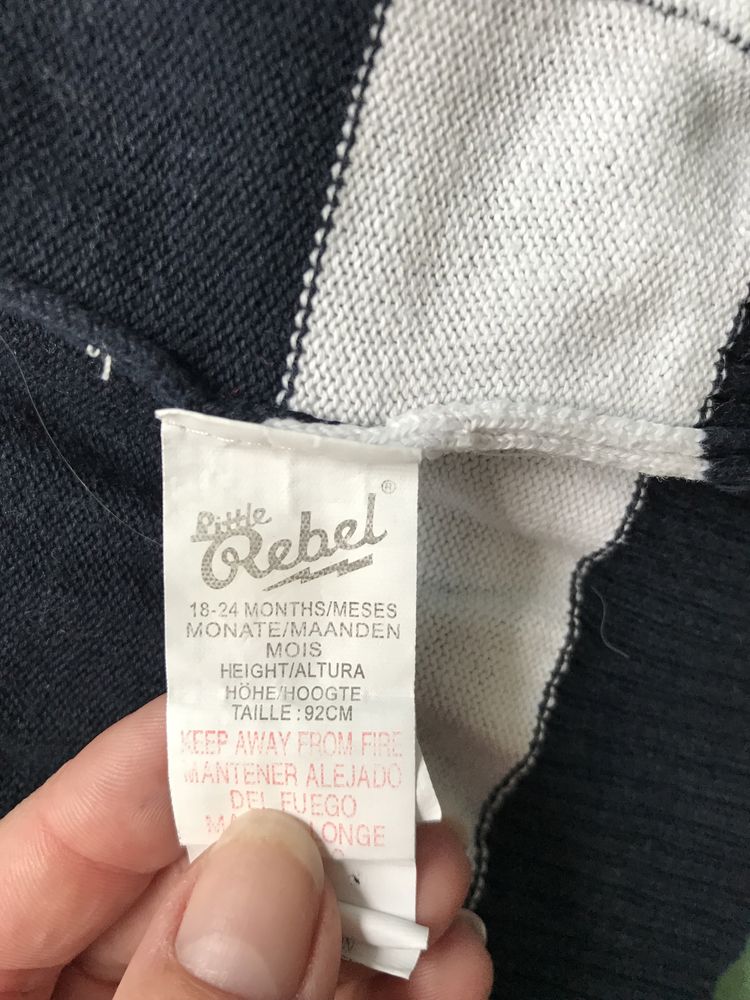 Little
Rebel®
18-24 MONTHS/MESES
MONATE/MAANDEN
MOIS
HEIGHT/ALTURA
HÖHE/HOOGTE
TAILLE : 92CM
KEEP AWAY FROM FIRE
MANTENER ALEJADO
DEL FUEGO
LONGE